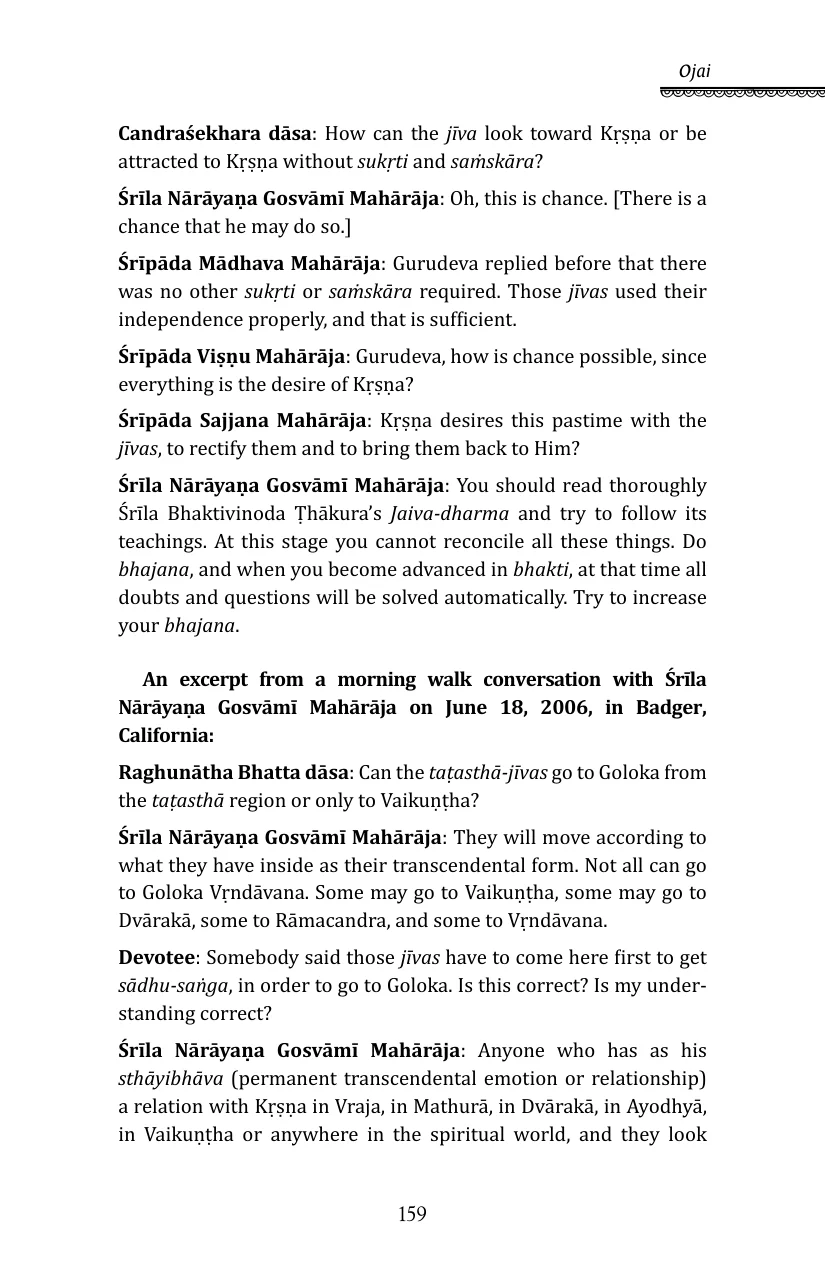 Ojai
Candraśekhara dāsa: How can the jīva look toward Kṛṣṇa or be
attracted to Kṛṣṇa without sukṛti and saṁskāra?
Śrīla Nārāyaṇa Gosvāmī Mahārāja: Oh, this is chance. [There is a
chance that he may do so.]
Śrīpāda Mādhava Mahārāja: Gurudeva replied before that there
was no other sukṛti or saṁskāra required. Those jīvas used their
independence properly, and that is sufficient.
Śrīpāda Viṣṇu Mahārāja: Gurudeva, how is chance possible, since
everything is the desire of Kṛṣṇa?
Śrīpāda Sajjana Mahārāja: Kṛṣṇa desires this pastime with the
jīvas, to rectify them and to bring them back to Him?
Śrīla Nārāyaṇa Gosvāmī Mahārāja: You should read thoroughly
Śrīla Bhaktivinoda Ṭhākura’s Jaiva-dharma and try to follow its
teachings. At this stage you cannot reconcile all these things. Do
bhajana, and when you become advanced in bhakti, at that time all
doubts and questions will be solved automatically. Try to increase
your bhajana.
An excerpt from a morning walk conversation with Śrīla
Nārāyaṇa Gosvāmī Mahārāja on June 18, 2006, in Badger,
California:
Raghunātha Bhatta dāsa: Can the taṭasthā-jīvas go to Goloka from
the taṭasthā region or only to Vaikuṇṭha?
Śrīla Nārāyaṇa Gosvāmī Mahārāja: They will move according to
what they have inside as their transcendental form. Not all can go
to Goloka Vṛndāvana. Some may go to Vaikuṇṭha, some may go to
Dvārakā, some to Rāmacandra, and some to Vṛndāvana.
Devotee: Somebody said those jīvas have to come here first to get
sādhu-saṅga, in order to go to Goloka. Is this correct? Is my under-
standing correct?
Śrīla Nārāyaṇa Gosvāmī Mahārāja: Anyone who has as his
sthāyibhāva (permanent transcendental emotion or relationship)
a relation with Kṛṣṇa in Vraja, in Mathurā, in Dvārakā, in Ayodhyā,
in Vaikuṇṭha or anywhere in the spiritual world, and they look
159